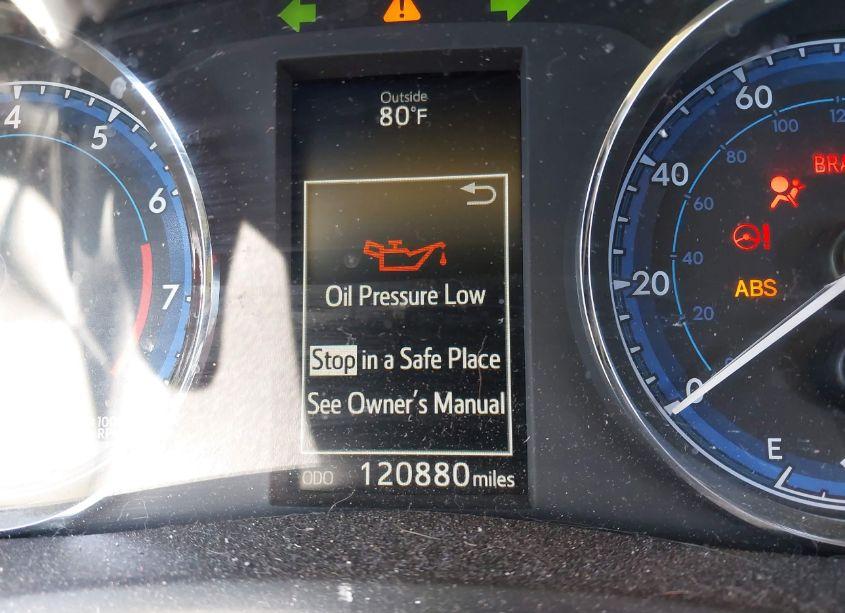 Outside
80°F
Oil Pressure Low
Stop in a Safe Place
See Owner's Manual
ODO 120880 miles
4
5
6
7
60
40
20
0
100
80
60
40
20
ABS
E